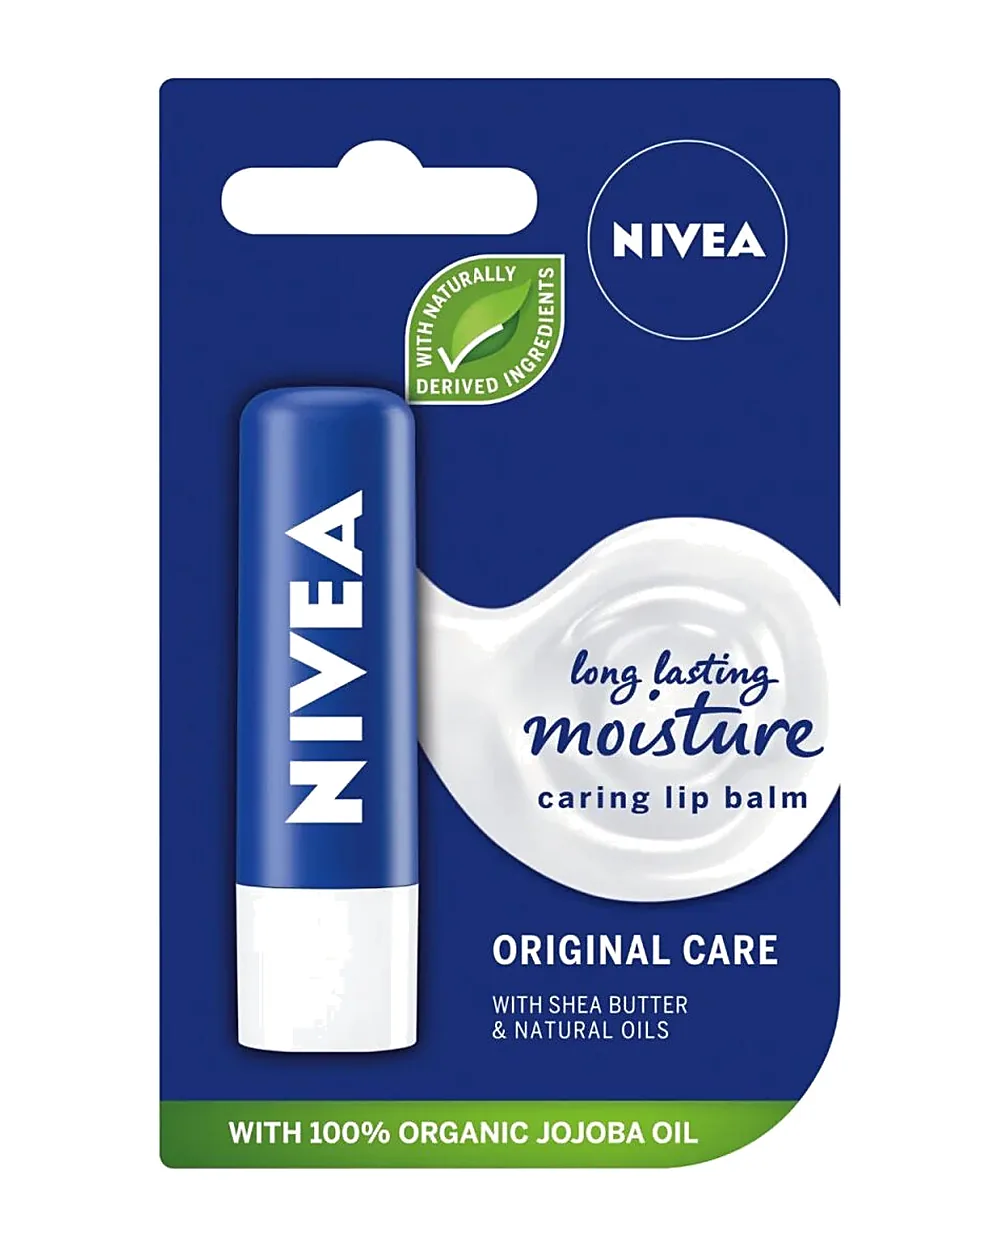 NIVEA
WITH NATURALLY
DERIVED INGREDIENTS
NIVEA
long lasting
moisture
caring lip balm
ORIGINAL CARE
WITH SHEA BUTTER
& NATURAL OILS
WITH 100% ORGANIC JOJOBA OIL